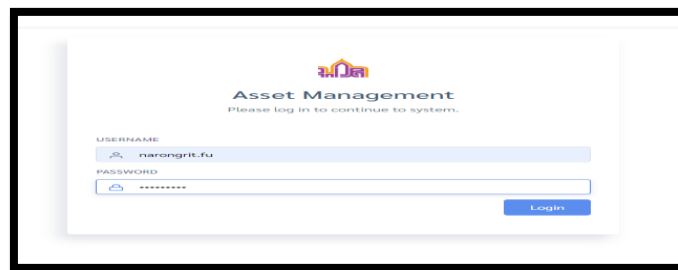 Asset Management
Please log in to continue to system.
USERNAME
narongrit.fu
PASSWORD
•••••••••
Login